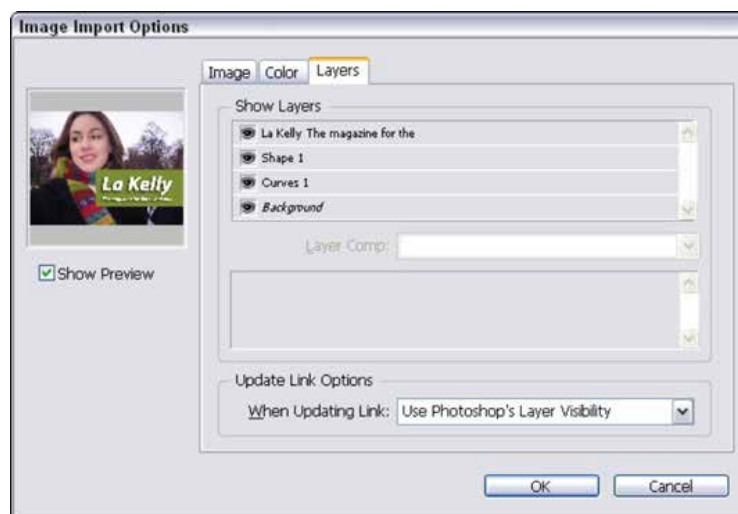 Image Import Options
Image Color Layers
Show Layers
La Kelly The magazine for the
Shape 1
Curves 1
Background
La Kelly
Layer Comp:
Show Preview
Update Link Options
When Updating Link: Use Photoshop's Layer Visibility
OK Cancel